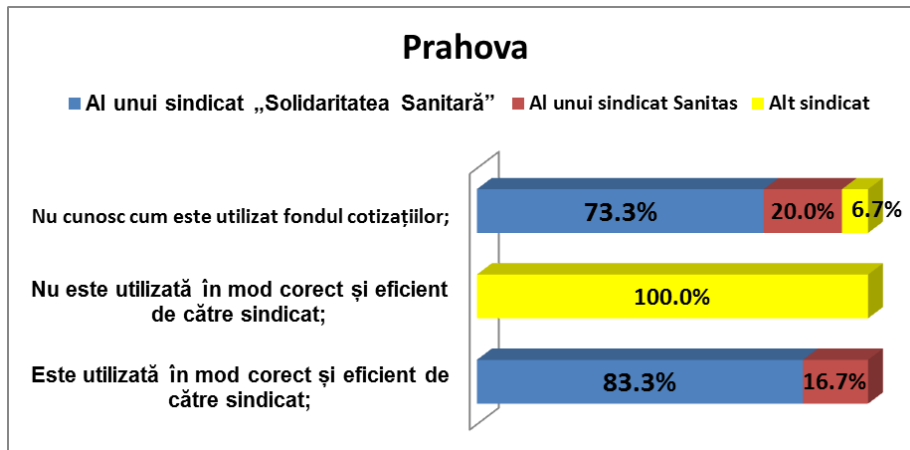 Prahova
Al unui sindicat „Solidaritatea Sanitară” Al unui sindicat Sanitas Alt sindicat
Nu cunosc cum este utilizat fondul cotizațiilor;
73.3% 20.0% 6.7%
Nu este utilizată în mod corect și eficient
de către sindicat;
100.0%
Este utilizată în mod corect și eficient de
către sindicat;
83.3% 16.7%